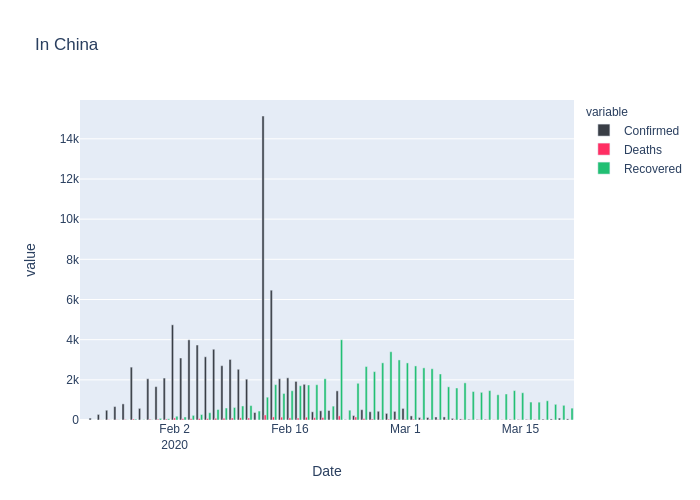 In China
variable
Confirmed
Deaths
Recovered
value
14k
12k
10k
8k
6k
4k
2k
0
Feb 2
2020
Feb 16
Mar 1
Mar 15
Date